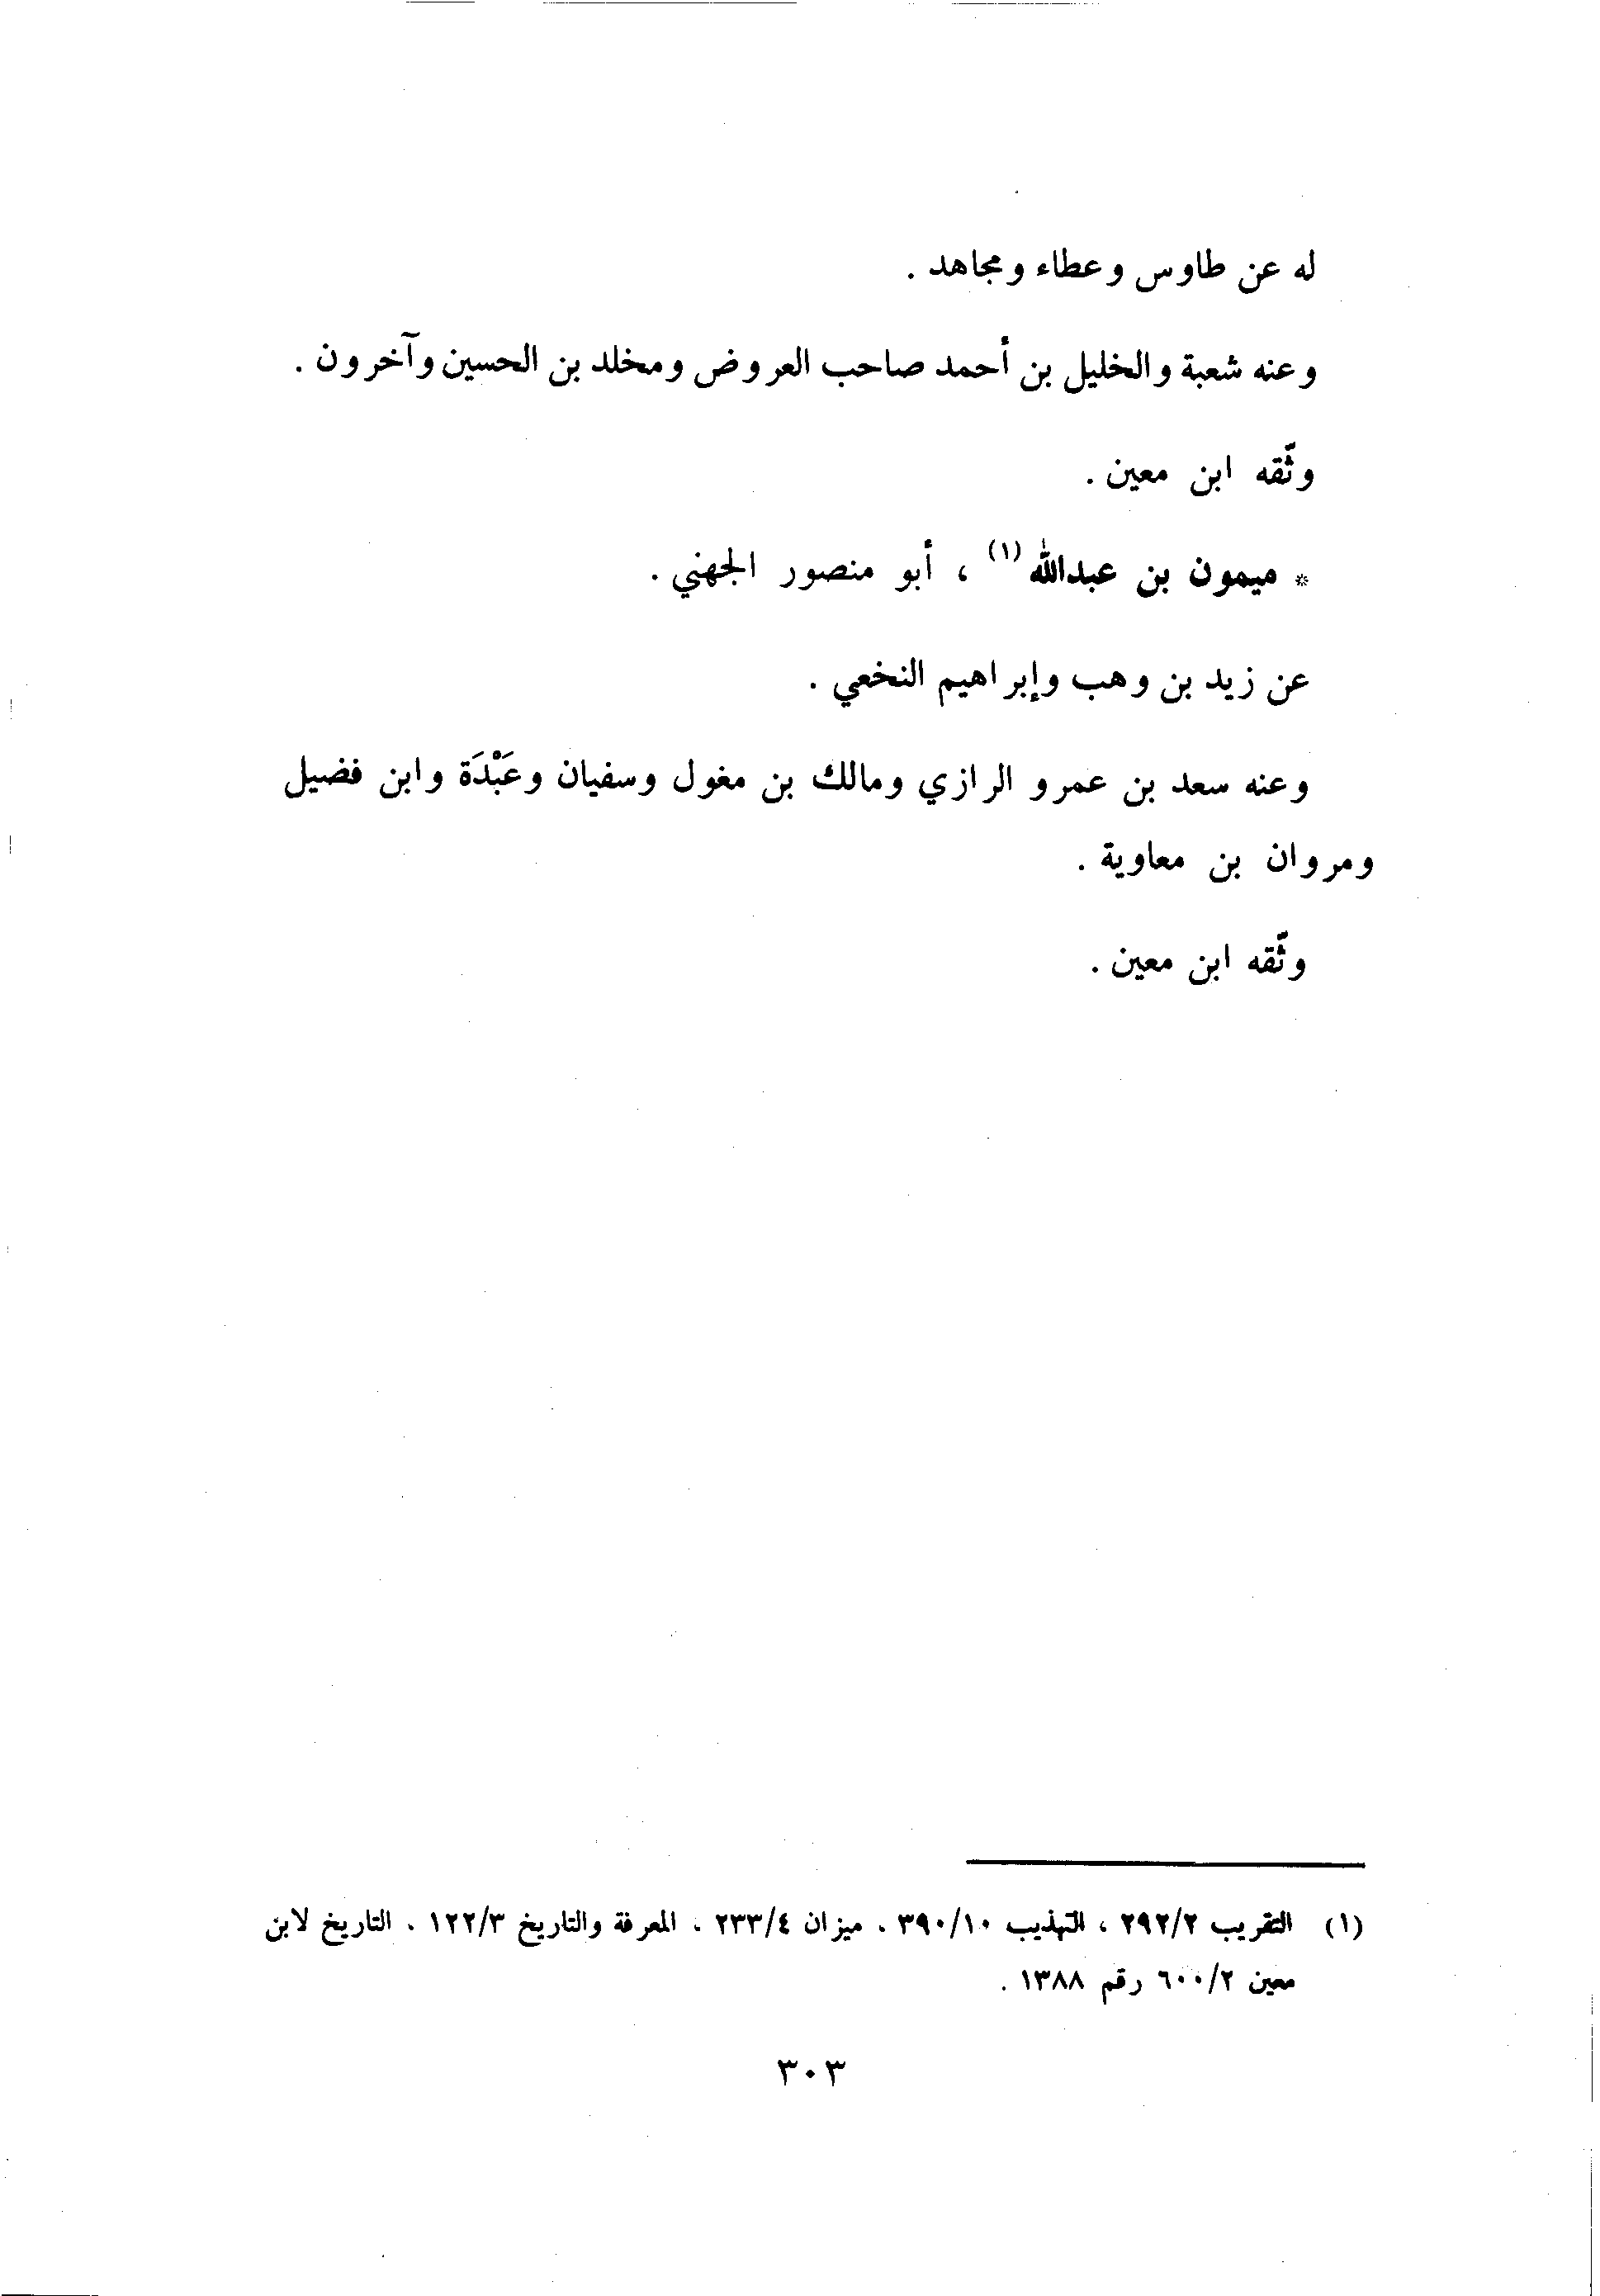 له عن طاوس وعطاء ومجاهد .
وعنه شعبة والخليل بن أحمد صاحب العروض ومخلد بن الحسين وآخرون .
وثّقه ابن معين .
* ميمون بن عبدالله (١) ، أبو منصور الجهني .
عن زيد بن وهب وإبراهيم النخعي .
وعنه سعد بن عمرو الرازي ومالك بن مغول وسفيان وعَبْدَة وابن فضيل
ومروان بن معاوية .
وثّقه ابن معين .
(١) التقريب ٢٩٢/٢ ، التهذيب ٣٩٠/١٠ ، ميزان ٢٣٣/٤ ، المعرفة والتاريخ ١٢٢/٣ ، التاريخ لابن
معين ٦٠٠/٢ رقم ١٣٨٨ .
٣٠٣